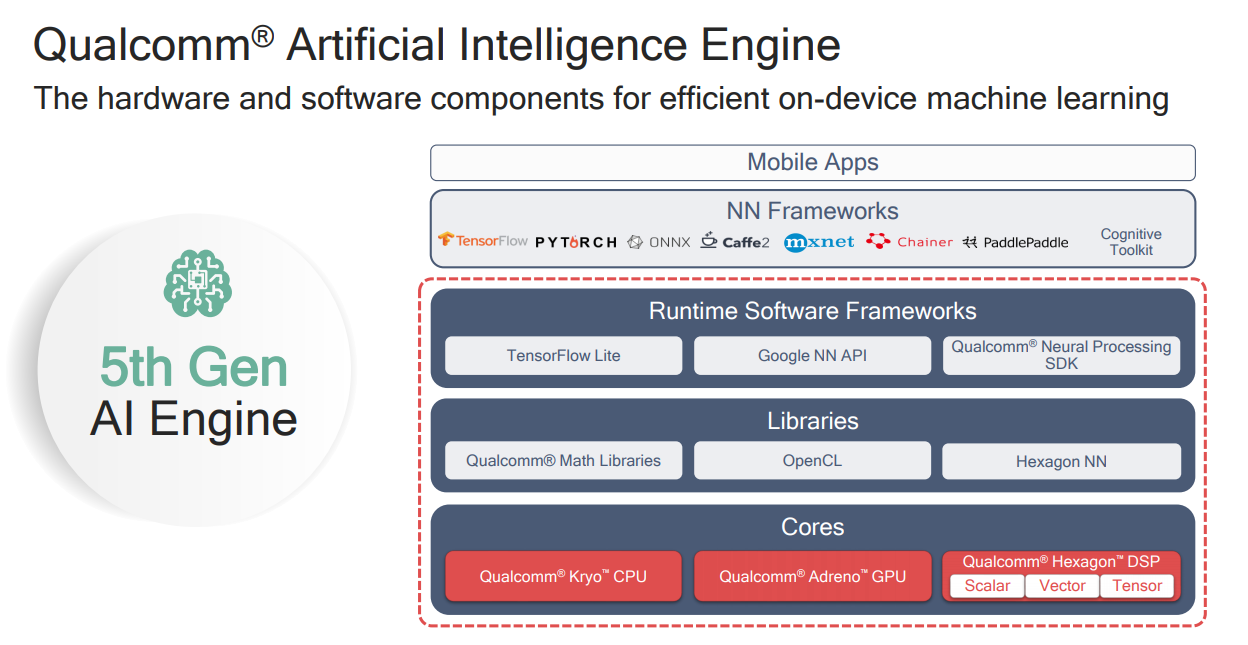 Qualcomm® Artificial Intelligence Engine
The hardware and software components for efficient on-device machine learning
5th Gen
AI Engine
Mobile Apps
NN Frameworks
TensorFlow PYTORCH ONNX Caffe2 mxnet Chainer PaddlePaddle Cognitive
Toolkit
Runtime Software Frameworks
TensorFlow Lite
Google NN API
Qualcomm® Neural Processing
SDK
Libraries
Qualcomm® Math Libraries
OpenCL
Hexagon NN
Cores
Qualcomm® Kryo™ CPU
Qualcomm® Adreno™ GPU
Qualcomm® Hexagon™ DSP
Scalar Vector Tensor